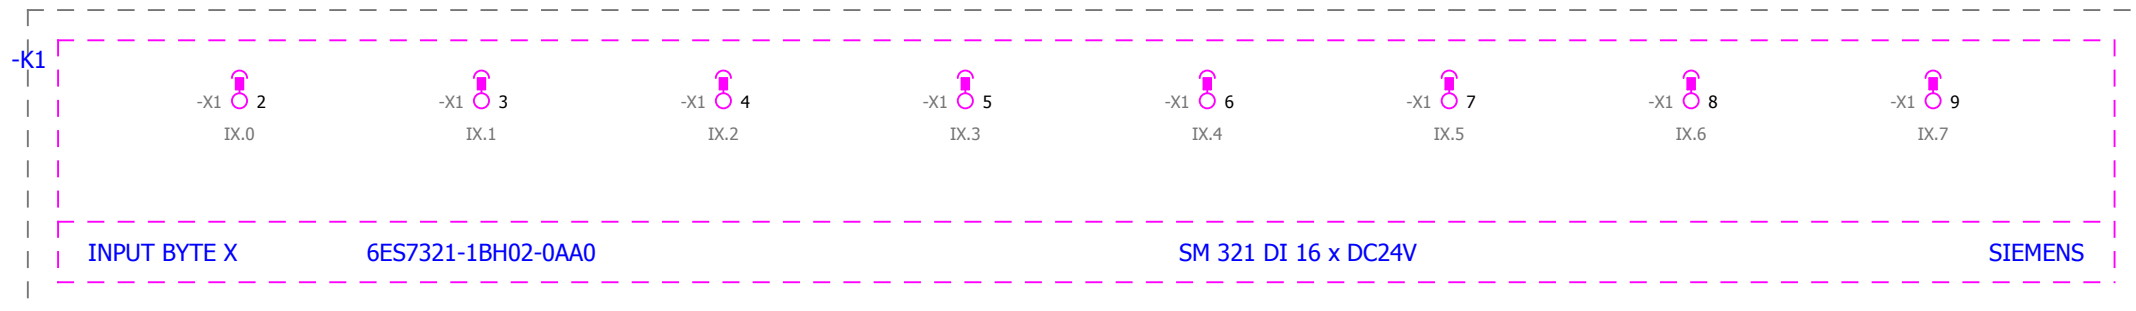 -K1
-X1 2 -X1 3 -X1 4 -X1 5 -X1 6 -X1 7 -X1 8 -X1 9
IX.0 IX.1 IX.2 IX.3 IX.4 IX.5 IX.6 IX.7
INPUT BYTE X 6ES7321-1BH02-0AA0 SM 321 DI 16 x DC24V SIEMENS